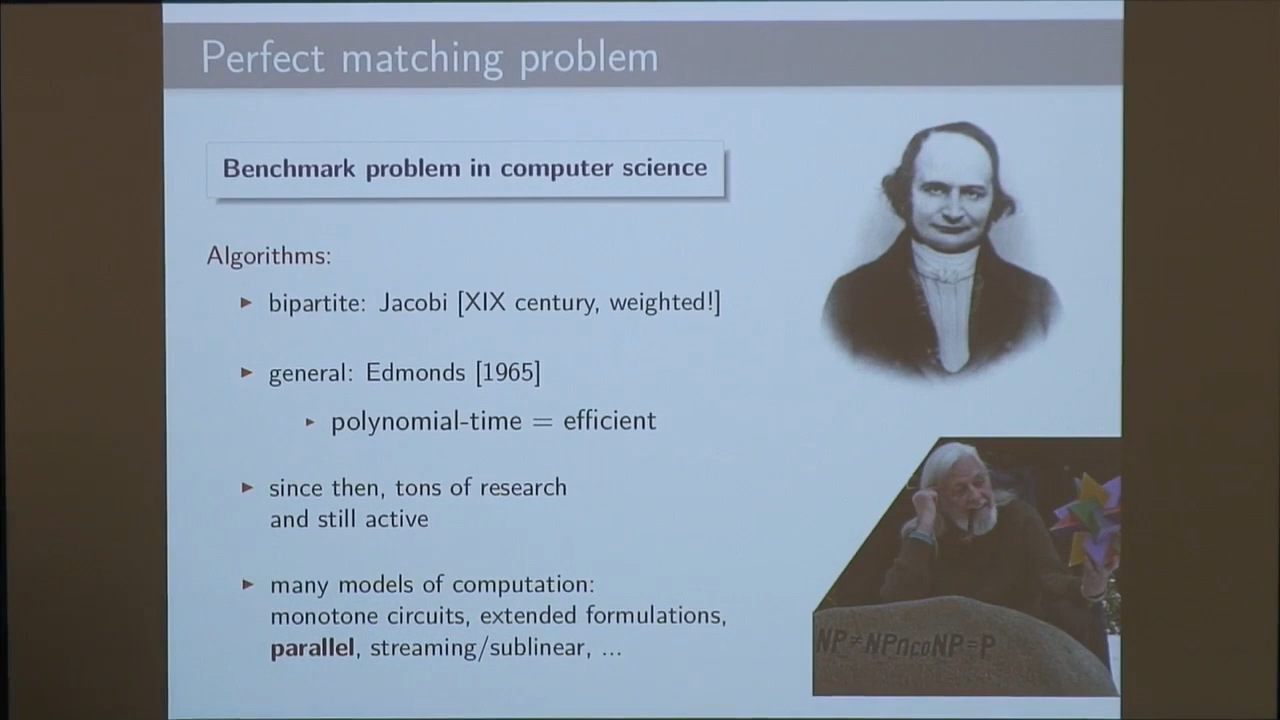 Perfect matching problem
Benchmark problem in computer science
Algorithms:
▸ bipartite: Jacobi [XIX century, weighted!]
▸ general: Edmonds [1965]
▸ polynomial-time = efficient
▸ since then, tons of research
and still active
▸ many models of computation:
monotone circuits, extended formulations,
parallel, streaming/sublinear, ...
NP≠NP∩coNP=P